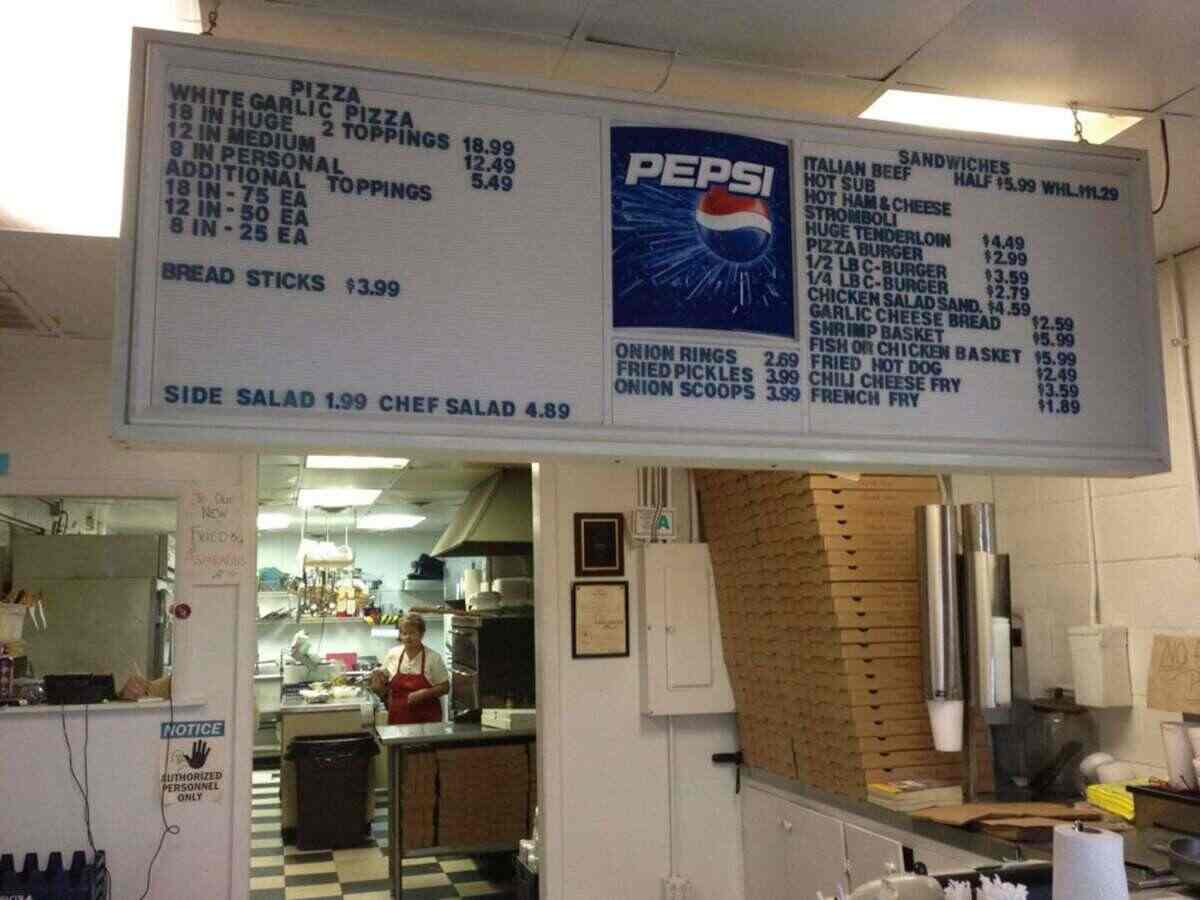 PIZZA
WHITE GARLIC PIZZA
18 IN HUGE 2 TOPPINGS 18.99
12 IN MEDIUM 12.49
8 IN PERSONAL 5.49
ADDITIONAL TOPPINGS
18 IN - 75 EA
12 IN - 50 EA
8 IN - 25 EA
BREAD STICKS $3.99
SIDE SALAD 1.99 CHEF SALAD 4.89
PEPSI
ONION RINGS 2.69
FRIED PICKLES 3.99
ONION SCOOPS 3.99
SANDWICHES
ITALIAN BEEF HALF $5.99 WHL.$11.29
HOT SUB
HOT HAM & CHEESE
STROMBOLI
HUGE TENDERLOIN $4.49
PIZZA BURGER $2.99
1/2 LB C-BURGER $3.59
1/4 LB C-BURGER $2.79
CHICKEN SALAD SAND. $4.59
GARLIC CHEESE BREAD $2.59
SHRIMP BASKET $5.99
FISH OR CHICKEN BASKET $5.99
FRIED HOT DOG $2.49
CHILI CHEESE FRY $3.59
FRENCH FRY $1.89
NEW
A
NOTICE
AUTHORIZED
PERSONNEL
ONLY
NO